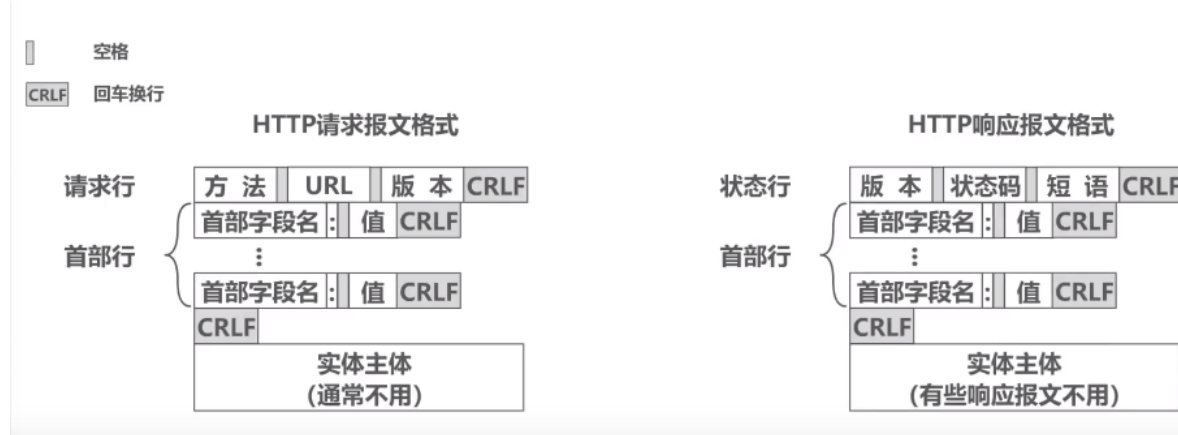 空格
CRLF 回车换行
HTTP请求报文格式
请求行 方 法 URL 版 本 CRLF
首部行
首部字段名 : 值 CRLF
⋮
首部字段名 : 值 CRLF
CRLF
实体主体
(通常不用)
HTTP响应报文格式
状态行 版 本 状态码 短 语 CRLF
首部行
首部字段名 : 值 CRLF
⋮
首部字段名 : 值 CRLF
CRLF
实体主体
(有些响应报文不用)